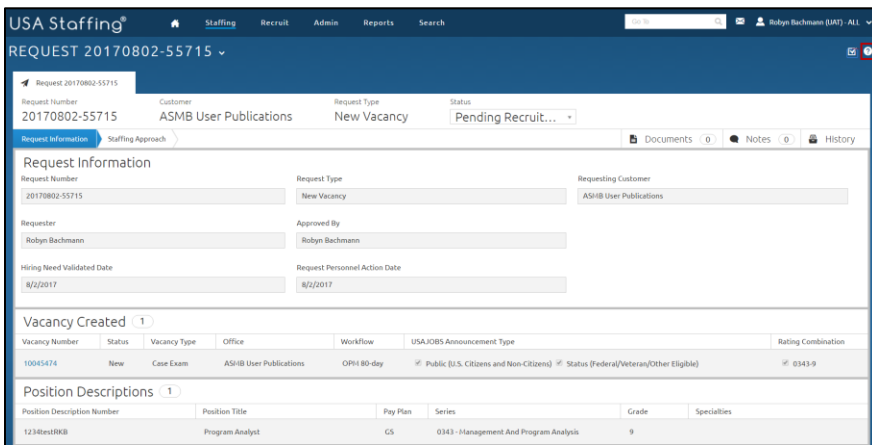 USA Staffing® Staffing Recruit Admin Reports Search Go To Robyn Bachmann (UAT) - ALL
REQUEST 20170802-55715
Request 20170802-55715
Request Number Customer Request Type Status
20170802-55715 ASMB User Publications New Vacancy Pending Recruit...
Request Information Staffing Approach Documents 0 Notes 0 History
Request Information
Request Number Request Type Requesting Customer
20170802-55715 New Vacancy ASMB User Publications
Requester Approved By
Robyn Bachmann Robyn Bachmann
Hiring Need Validated Date Request Personnel Action Date
8/2/2017 8/2/2017
Vacancy Created 1
Vacancy Number Status Vacancy Type Office Workflow USAJOBS Announcement Type Rating Combination
10045474 New Case Exam ASMB User Publications OPM 80-day Public (U.S. Citizens and Non-Citizens) Status (Federal/Veteran/Other Eligible) 0343-9
Position Descriptions 1
Position Description Number Position Title Pay Plan Series Grade Specialties
1234testRKB Program Analyst GS 0343 - Management And Program Analysis 9